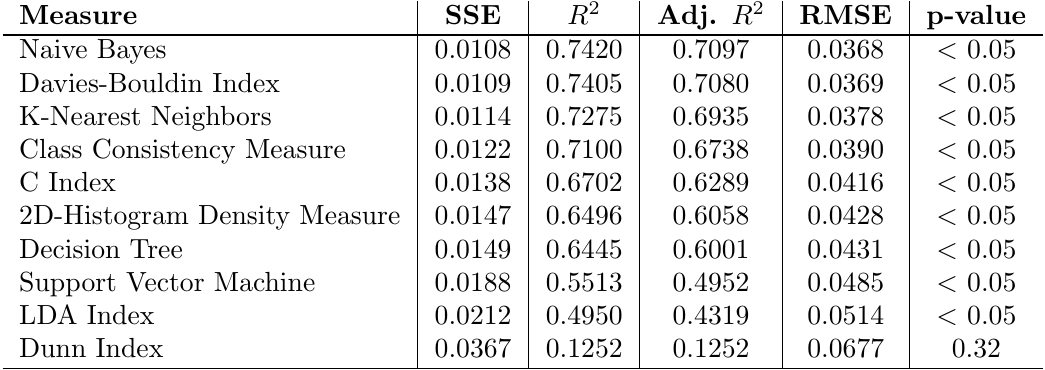 Measure SSE R² Adj. R² RMSE p-value
Naive Bayes 0.0108 0.7420 0.7097 0.0368 < 0.05
Davies-Bouldin Index 0.0109 0.7405 0.7080 0.0369 < 0.05
K-Nearest Neighbors 0.0114 0.7275 0.6935 0.0378 < 0.05
Class Consistency Measure 0.0122 0.7100 0.6738 0.0390 < 0.05
C Index 0.0138 0.6702 0.6289 0.0416 < 0.05
2D-Histogram Density Measure 0.0147 0.6496 0.6058 0.0428 < 0.05
Decision Tree 0.0149 0.6445 0.6001 0.0431 < 0.05
Support Vector Machine 0.0188 0.5513 0.4952 0.0485 < 0.05
LDA Index 0.0212 0.4950 0.4319 0.0514 < 0.05
Dunn Index 0.0367 0.1252 0.1252 0.0677 0.32